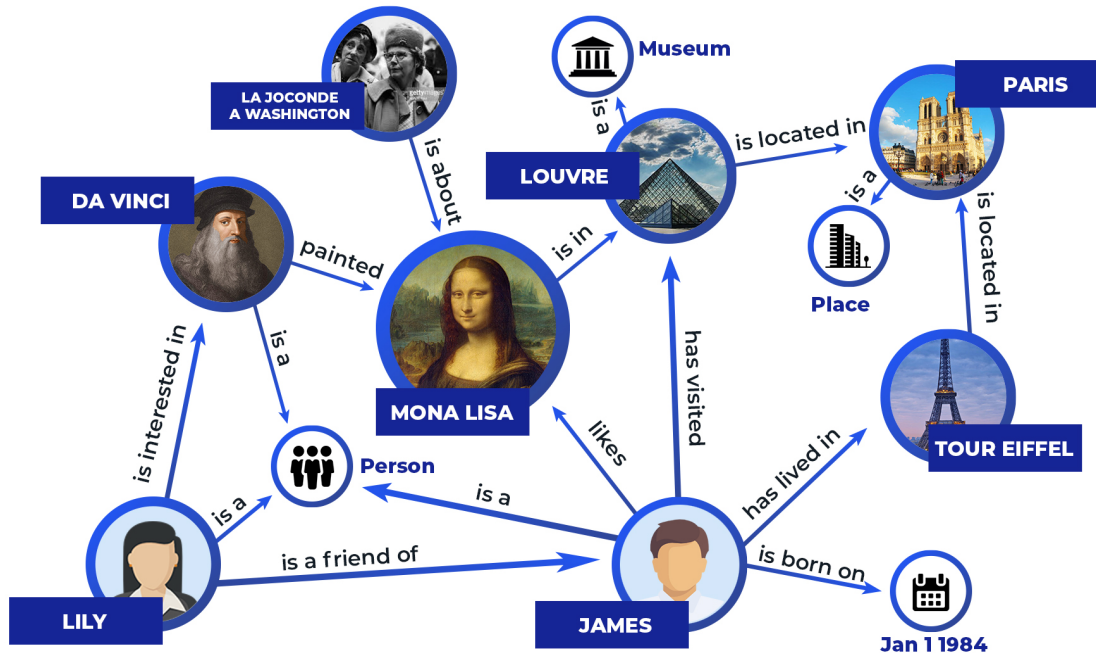 LA JOCONDE
A WASHINGTON
gettyimages
Museum
PARIS
is a
is located in
LOUVRE
is about
is a
DA VINCI
is located in
painted
is in
Place
is interested in
is a
has visited
MONA LISA
likes
has lived in
TOUR EIFFEL
Person
is a
is a
is a friend of
is born on
LILY
JAMES
Jan 1 1984